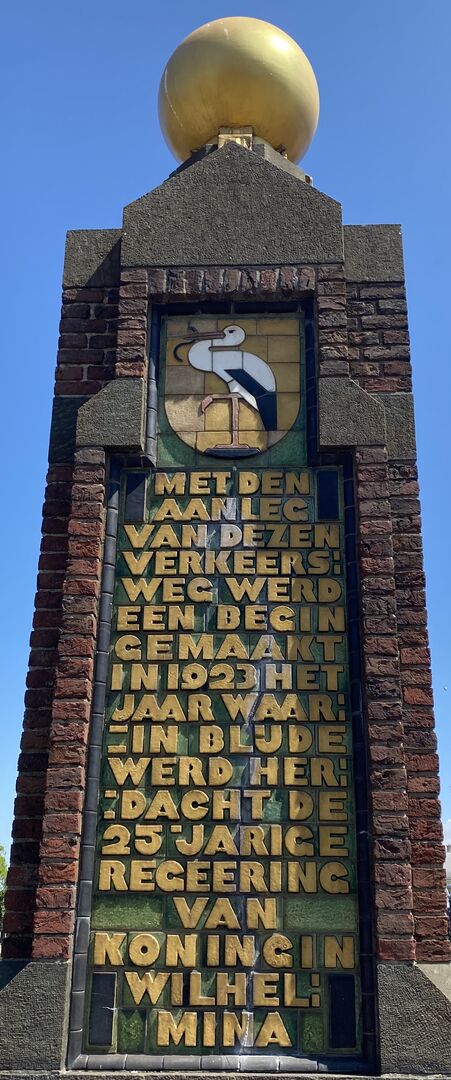 MET DEN
AANLEG
VAN DEZEN
VERKEERS:
WEG WERD
EEN BEGIN
GEMAAKT
IN 1923 HET
JAAR WAAR:
:IN BLIJDE
WERD HER:
:DACHT DE
25-JARIGE
REGEERING
VAN
KONINGIN
WILHEL:
MINA